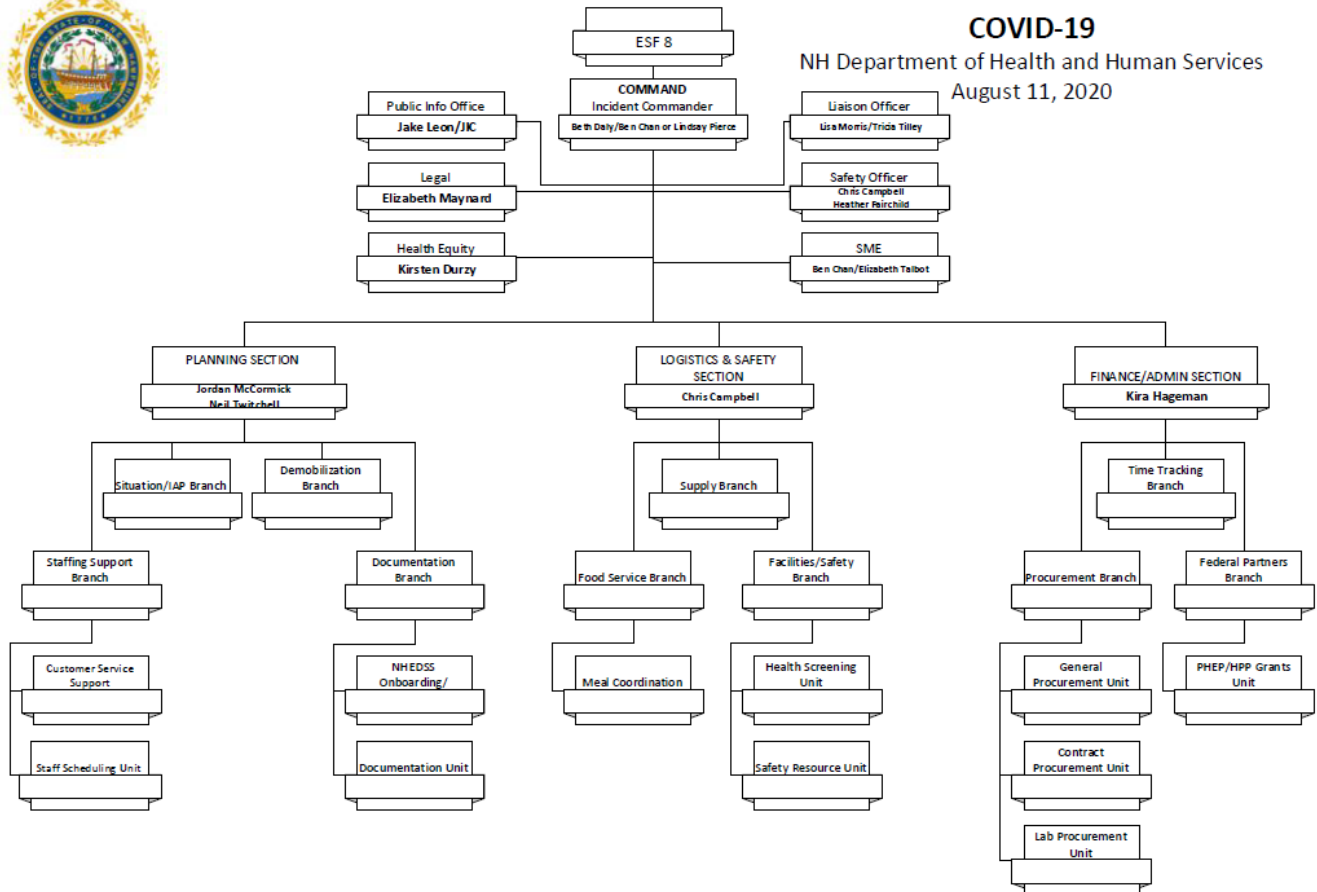 COVID-19
NH Department of Health and Human Services
August 11, 2020
ESF 8
COMMAND
Incident Commander
Beth Daly/Ben Chan or Lindsay Pierce
Public Info Office
Jake Leon/JIC
Liaison Officer
Lisa Morris/Tricia Tilley
Legal
Elizabeth Maynard
Safety Officer
Chris Campbell
Heather Fairchild
Health Equity
Kirsten Durzy
SME
Ben Chan/Elizabeth Talbot
PLANNING SECTION
Jordan McCormick
Neil Twitchell
LOGISTICS & SAFETY
SECTION
Chris Campbell
FINANCE/ADMIN SECTION
Kira Hageman
Situation/IAP Branch
Demobilization
Branch
Supply Branch
Time Tracking
Branch
Staffing Support
Branch
Documentation
Branch
Food Service Branch
Facilities/Safety
Branch
Procurement Branch
Federal Partners
Branch
Customer Service
Support
NHEDSS
Onboarding/
Meal Coordination
Health Screening
Unit
General
Procurement Unit
PHEP/HPP Grants
Unit
Staff Scheduling Unit
Documentation Unit
Safety Resource Unit
Contract
Procurement Unit
Lab Procurement
Unit